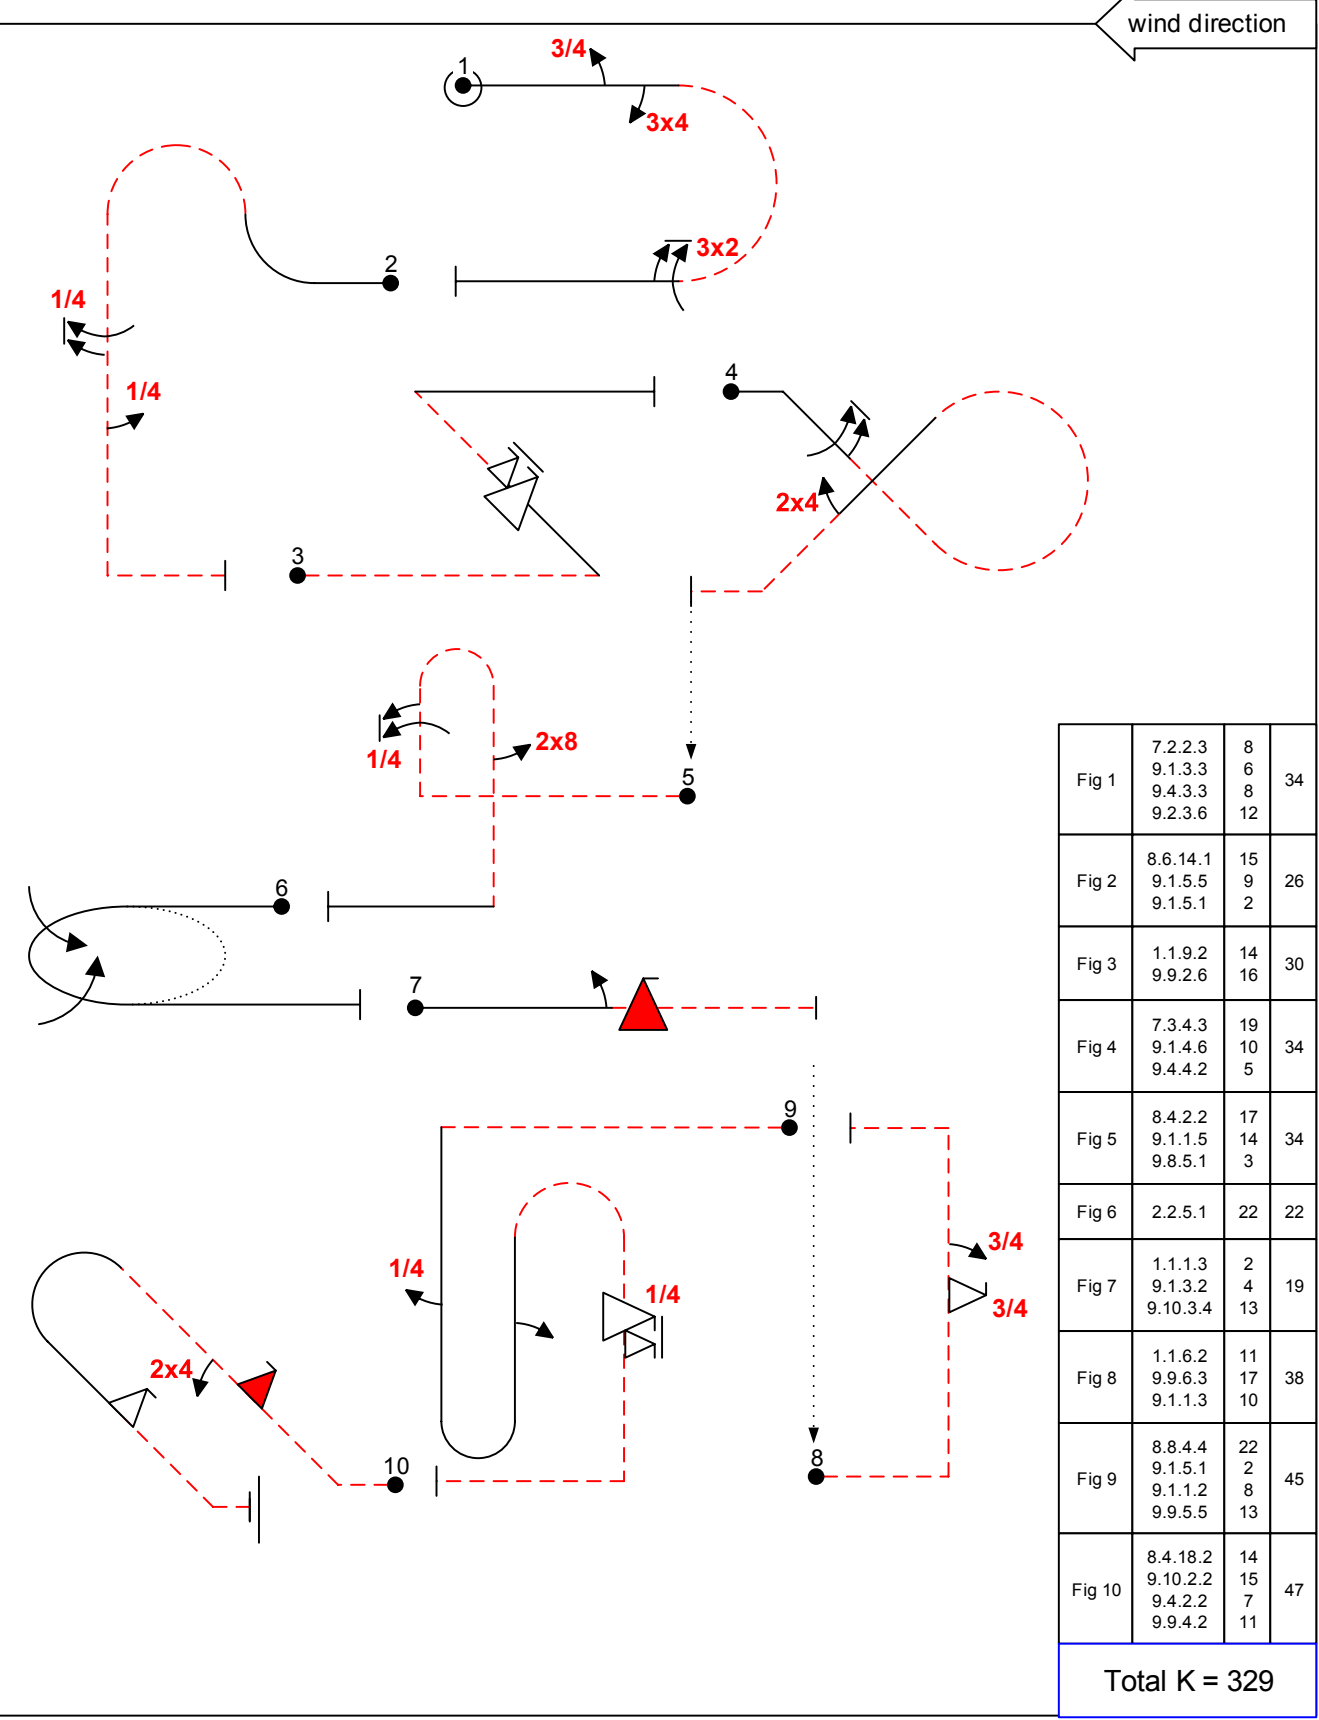 wind direction
3/4
1
3x4
3x2
2
1/4
1/4
4
2x4
3
2x8
1/4
5
6
7
9
3/4
1/4
1/4
3/4
2x4
8
10
Fig 1 7.2.2.3 8 34
9.1.3.3 6
9.4.3.3 8
9.2.3.6 12
Fig 2 8.6.14.1 15 26
9.1.5.5 9
9.1.5.1 2
Fig 3 1.1.9.2 14 30
9.9.2.6 16
Fig 4 7.3.4.3 19 34
9.1.4.6 10
9.4.4.2 5
Fig 5 8.4.2.2 17 34
9.1.1.5 14
9.8.5.1 3
Fig 6 2.2.5.1 22 22
Fig 7 1.1.1.3 2 19
9.1.3.2 4
9.10.3.4 13
Fig 8 1.1.6.2 11 38
9.9.6.3 17
9.1.1.3 10
Fig 9 8.8.4.4 22 45
9.1.5.1 2
9.1.1.2 8
9.9.5.5 13
Fig 10 8.4.18.2 14 47
9.10.2.2 15
9.4.2.2 7
9.9.4.2 11
Total K = 329